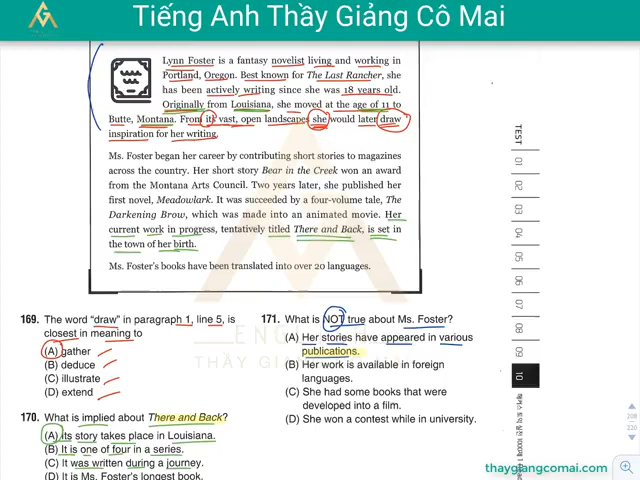 Tiếng Anh Thầy Giảng Cô Mai
Lynn Foster is a fantasy novelist living and working in
Portland, Oregon. Best known for The Last Rancher, she
has been actively writing since she was 18 years old.
Originally from Louisiana, she moved at the age of 11 to
Butte, Montana. From its vast, open landscapes she would later draw
inspiration for her writing.
Ms. Foster began her career by contributing short stories to magazines
across the country. Her short story Bear in the Creek won an award
from the Montana Arts Council. Two years later, she published her
first novel, Meadowlark. It was succeeded by a four-volume tale, The
Darkening Brow, which was made into an animated movie. Her
current work in progress, tentatively titled There and Back, is set in
the town of her birth.
Ms. Foster's books have been translated into over 20 languages.
169. The word "draw" in paragraph 1, line 5, is
closest in meaning to
(A) gather
(B) deduce
(C) illustrate
(D) extend
170. What is implied about There and Back?
(A) Its story takes place in Louisiana.
(B) It is one of four in a series.
(C) It was written during a journey.
(D) It is Ms. Foster's longest book.
171. What is NOT true about Ms. Foster?
(A) Her stories have appeared in various
publications.
(B) Her work is available in foreign
languages.
(C) She had some books that were
developed into a film.
(D) She won a contest while in university.
ENGLISH
THẦY GIẢNG CÔ MAI
TEST
01
02
03
04
05
06
07
08
09
10
208
220
thaygiangcomai.com